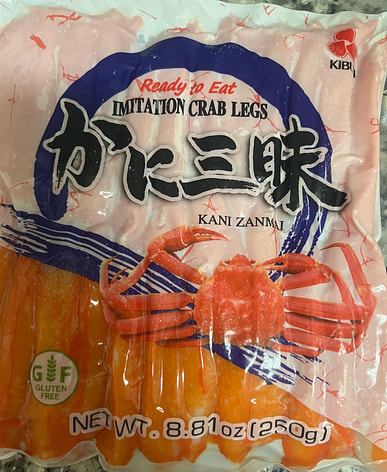 KIBUN
Ready to Eat
IMITATION CRAB LEGS
かに三昧
KANI ZANMAI
GF
GLUTEN
FREE
NET WT. 8.81oz(250g)